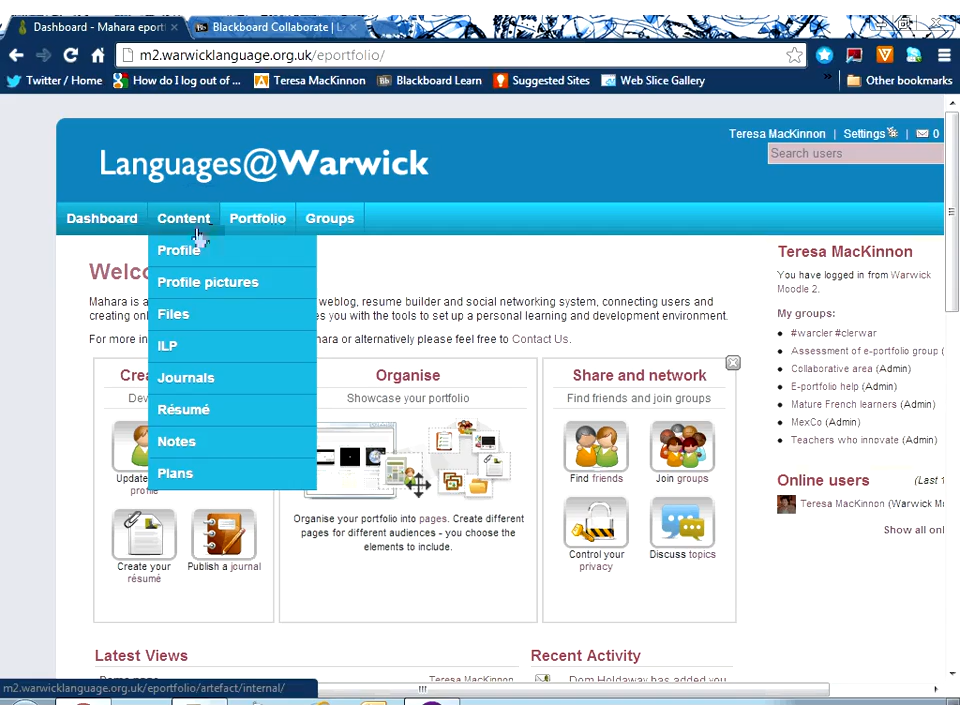 Dashboard - Mahara eport
Blackboard Collaborate | L
m2.warwicklanguage.org.uk/eportfolio/
Twitter / Home
How do I log out of ...
Teresa MacKinnon
Blackboard Learn
Suggested Sites
Web Slice Gallery
»
Other bookmarks
Teresa MacKinnon | Settings | 0
Languages@Warwick
Search users
Dashboard
Content
Portfolio
Groups
Profile
Profile pictures
Files
ILP
Journals
Résumé
Notes
Plans
Welc
Mahara is a weblog, resume builder and social networking system, connecting users and
creating onl es you with the tools to set up a personal learning and development environment.
For more in hara or alternatively please feel free to Contact Us.
Crea
Dev
Update
profile
Create your
résumé
Publish a journal
Organise
Showcase your portfolio
Organise your portfolio into pages. Create different
pages for different audiences - you choose the
elements to include.
Share and network
Find friends and join groups
Find friends
Join groups
Control your
privacy
Discuss topics
Teresa MacKinnon
You have logged in from Warwick
Moodle 2.
My groups:
#warcler #clerwar
Assessment of e-portfolio group (
Collaborative area (Admin)
E-portfolio help (Admin)
Mature French learners (Admin)
MexCo (Admin)
Teachers who innovate (Admin)
Online users
(Last 1
Teresa MacKinnon (Warwick Mo
Show all onl
Latest Views
Teresa MacKinnon
Recent Activity
Dom Holdaway has added you
m2.warwicklanguage.org.uk/eportfolio/artefact/internal/